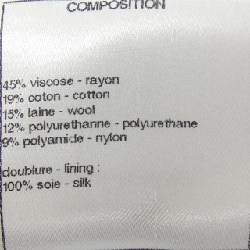 COMPOSITION
45% viscose - rayon
19% coton - cotton
15% laine - wool
12% polyurethanne - polyurethane
9% polyamide - nylon
doublure - lining :
100% soie - silk